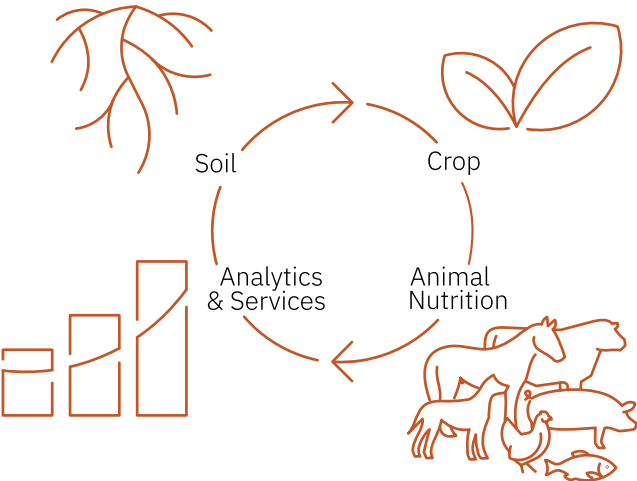 Soil
Crop
Analytics
& Services
Animal
Nutrition